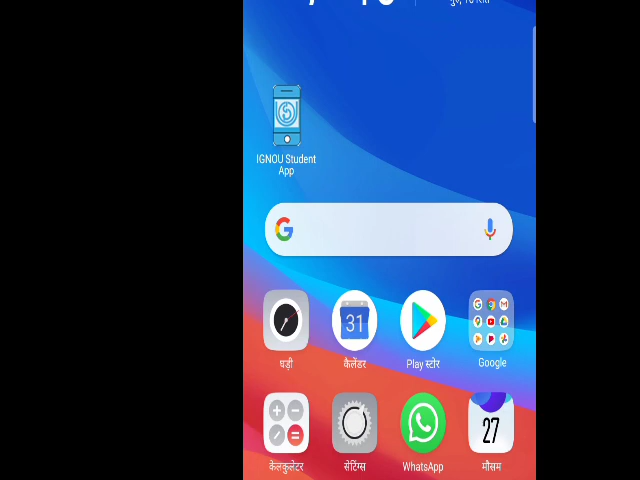 IGNOU Student
App
31
घड़ी
कैलेंडर
Play स्टोर
Google
27
केलकुलेटर
सेटिंग्स
WhatsApp
मौसम